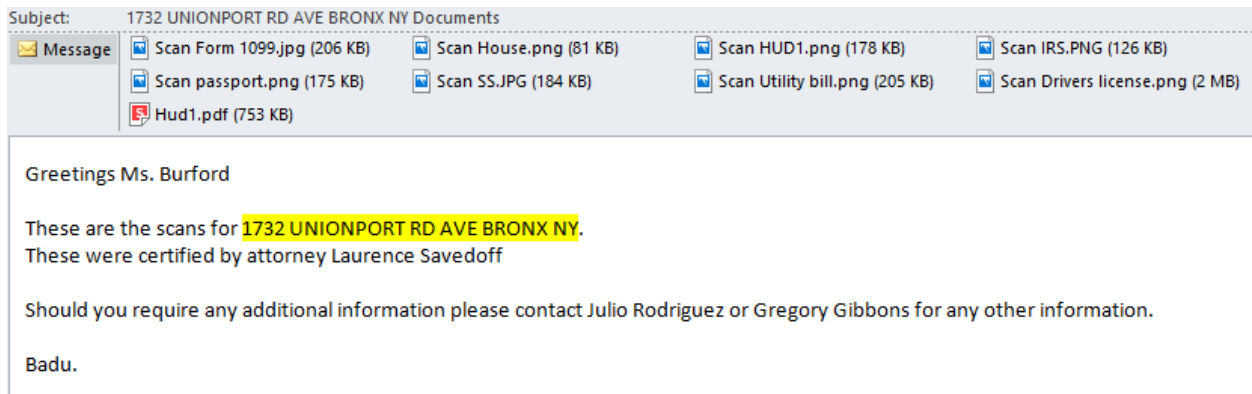 Subject: 1732 UNIONPORT RD AVE BRONX NY Documents
Message Scan Form 1099.jpg (206 KB) Scan House.png (81 KB) Scan HUD1.png (178 KB) Scan IRS.PNG (126 KB)
Scan passport.png (175 KB) Scan SS.JPG (184 KB) Scan Utility bill.png (205 KB) Scan Drivers license.png (2 MB)
Hud1.pdf (753 KB)
Greetings Ms. Burford
These are the scans for 1732 UNIONPORT RD AVE BRONX NY.
These were certified by attorney Laurence Savedoff
Should you require any additional information please contact Julio Rodriguez or Gregory Gibbons for any other information.
Badu.